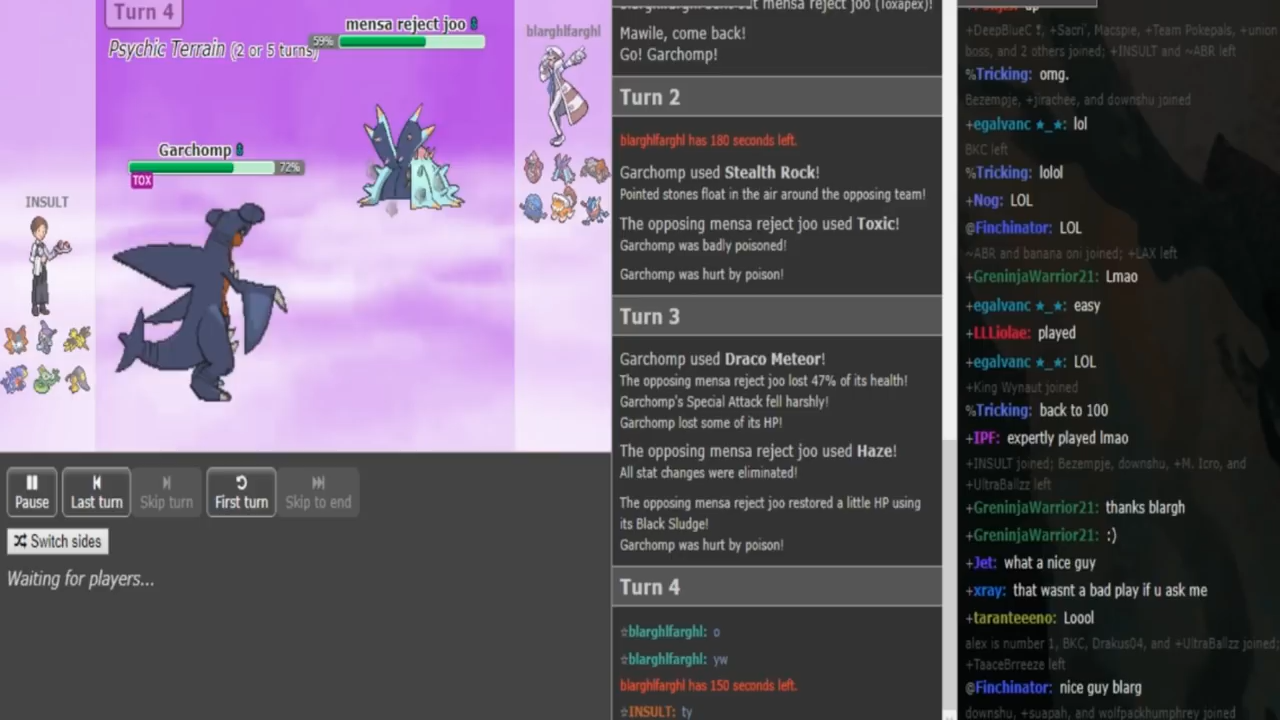 Turn 4
Psychic Terrain (2 or 5 turns)
mensa reject joo
59%
blarghlfarghl
Garchomp
72%
TOX
INSULT
Pause
Last turn
Skip turn
First turn
Skip to end
Switch sides
Waiting for players...
mensa reject joo (Toxapex)!
Mawile, come back!
Go! Garchomp!
Turn 2
blarghlfarghl has 180 seconds left.
Garchomp used Stealth Rock!
Pointed stones float in the air around the opposing team!
The opposing mensa reject joo used Toxic!
Garchomp was badly poisoned!
Garchomp was hurt by poison!
Turn 3
Garchomp used Draco Meteor!
The opposing mensa reject joo lost 47% of its health!
Garchomp's Special Attack fell harshly!
Garchomp lost some of its HP!
The opposing mensa reject joo used Haze!
All stat changes were eliminated!
The opposing mensa reject joo restored a little HP using
its Black Sludge!
Garchomp was hurt by poison!
Turn 4
☆blarghlfarghl: o
☆blarghlfarghl: yw
blarghlfarghl has 150 seconds left.
☆INSULT: ty
+DeepBlueC !, +Sacri', Macspie, +Team Pokepals, +union
boss, and 2 others joined; +INSULT and ~ABR left
%Tricking: omg.
Bezempje, +jirachee, and downshu joined
+egalvanc ★_★: lol
BKC left
%Tricking: lolol
+Nog: LOL
@Finchinator: LOL
~ABR and banana oni joined; +LAX left
+GreninjaWarrior21: Lmao
+egalvanc ★_★: easy
+LLLiolae: played
+egalvanc ★_★: LOL
+King Wynaut joined
%Tricking: back to 100
+IPF: expertly played lmao
+INSULT joined; Bezempje, downshu, +M. Icro, and
+UltraBallzz left
+GreninjaWarrior21: thanks blargh
+GreninjaWarrior21: :)
+Jet: what a nice guy
+xray: that wasnt a bad play if u ask me
+taranteeeno: Loool
alex is number 1, BKC, Drakus04, and +UltraBallzz joined;
+TaaceBrreeze left
@Finchinator: nice guy blarg
downshu, +suapah, and wolfpackhumphrey joined